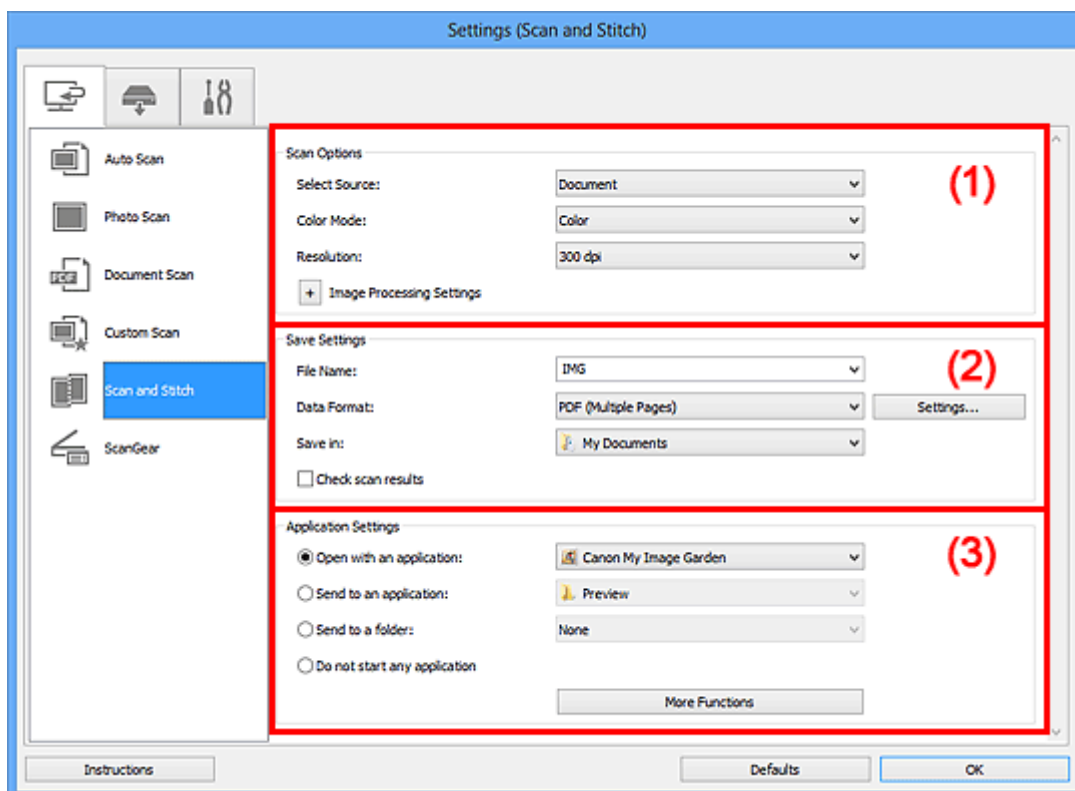 Settings (Scan and Stitch)
Auto Scan
Photo Scan
PDF
Document Scan
Custom Scan
Scan and Stitch
ScanGear
Scan Options
(1)
Select Source: Document
Color Mode: Color
Resolution: 300 dpi
+ Image Processing Settings
Save Settings
(2)
File Name: IMG
Data Format: PDF (Multiple Pages) Settings...
Save in: My Documents
Check scan results
Application Settings
(3)
Open with an application: Canon My Image Garden
Send to an application: Preview
Send to a folder: None
Do not start any application
More Functions
Instructions Defaults OK